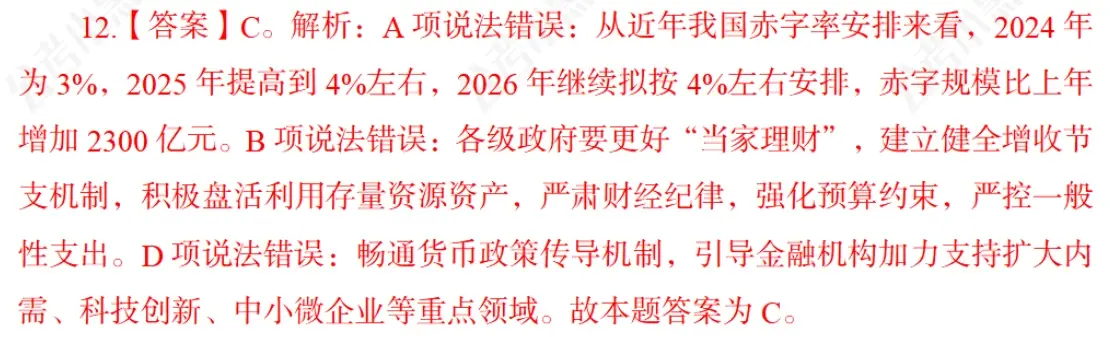 12.【答案】C。解析：A 项说法错误：从近年我国赤字率安排来看，2024 年
为 3%，2025 年提高到 4%左右，2026 年继续拟按 4%左右安排，赤字规模比上年
增加 2300 亿元。B 项说法错误：各级政府要更好“当家理财”，建立健全增收节
支机制，积极盘活利用存量资源资产，严肃财经纪律，强化预算约束，严控一般
性支出。D 项说法错误：畅通货币政策传导机制，引导金融机构加力支持扩大内
需、科技创新、中小微企业等重点领域。故本题答案为 C。